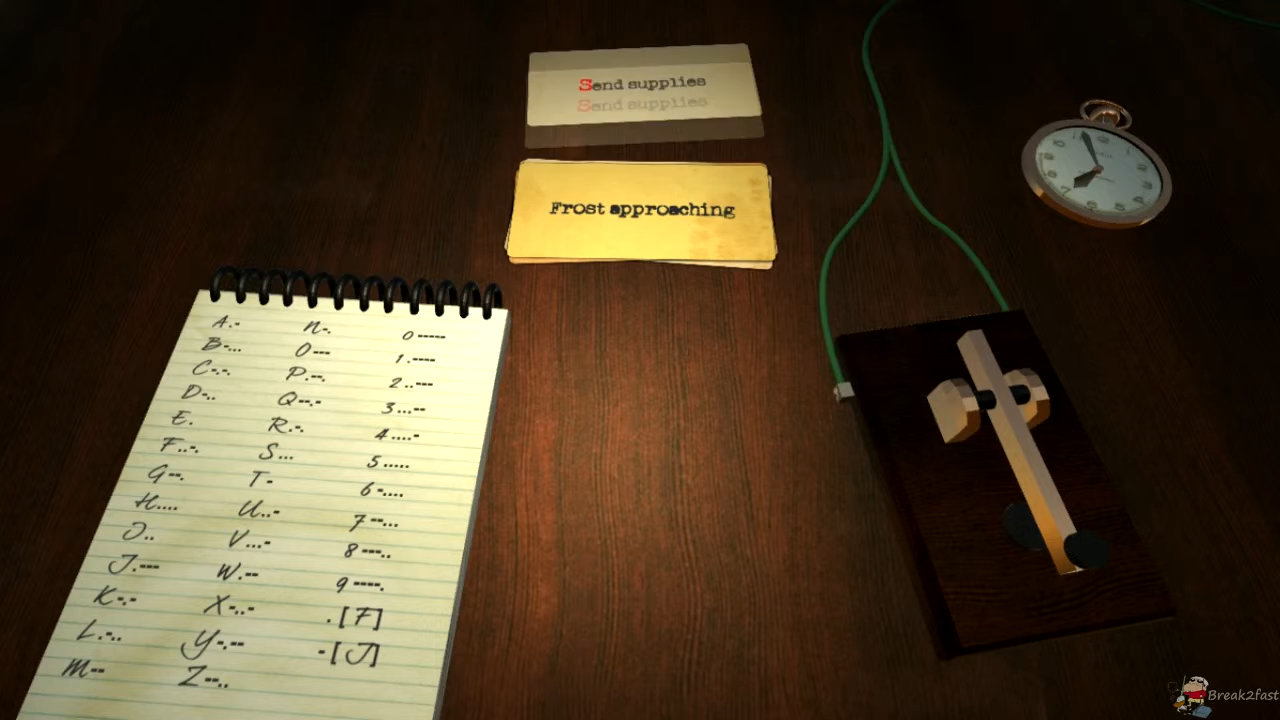 Send supplies
Send supplies
Frost approaching
A.- N-. 0-----
B-... O--- 1.----
C-.-. P.--. 2..---
D-.. Q--.- 3...--
E. R.-. 4....-
F..-. S... 5.....
G--. T- 6-....
H.... U..- 7--...
I.. V...- 8---..
J.--- W.-- 9----.
K-.- X-..- .[F]
L.-.. Y-.-- -[J]
M-- Z--..
Break2fast